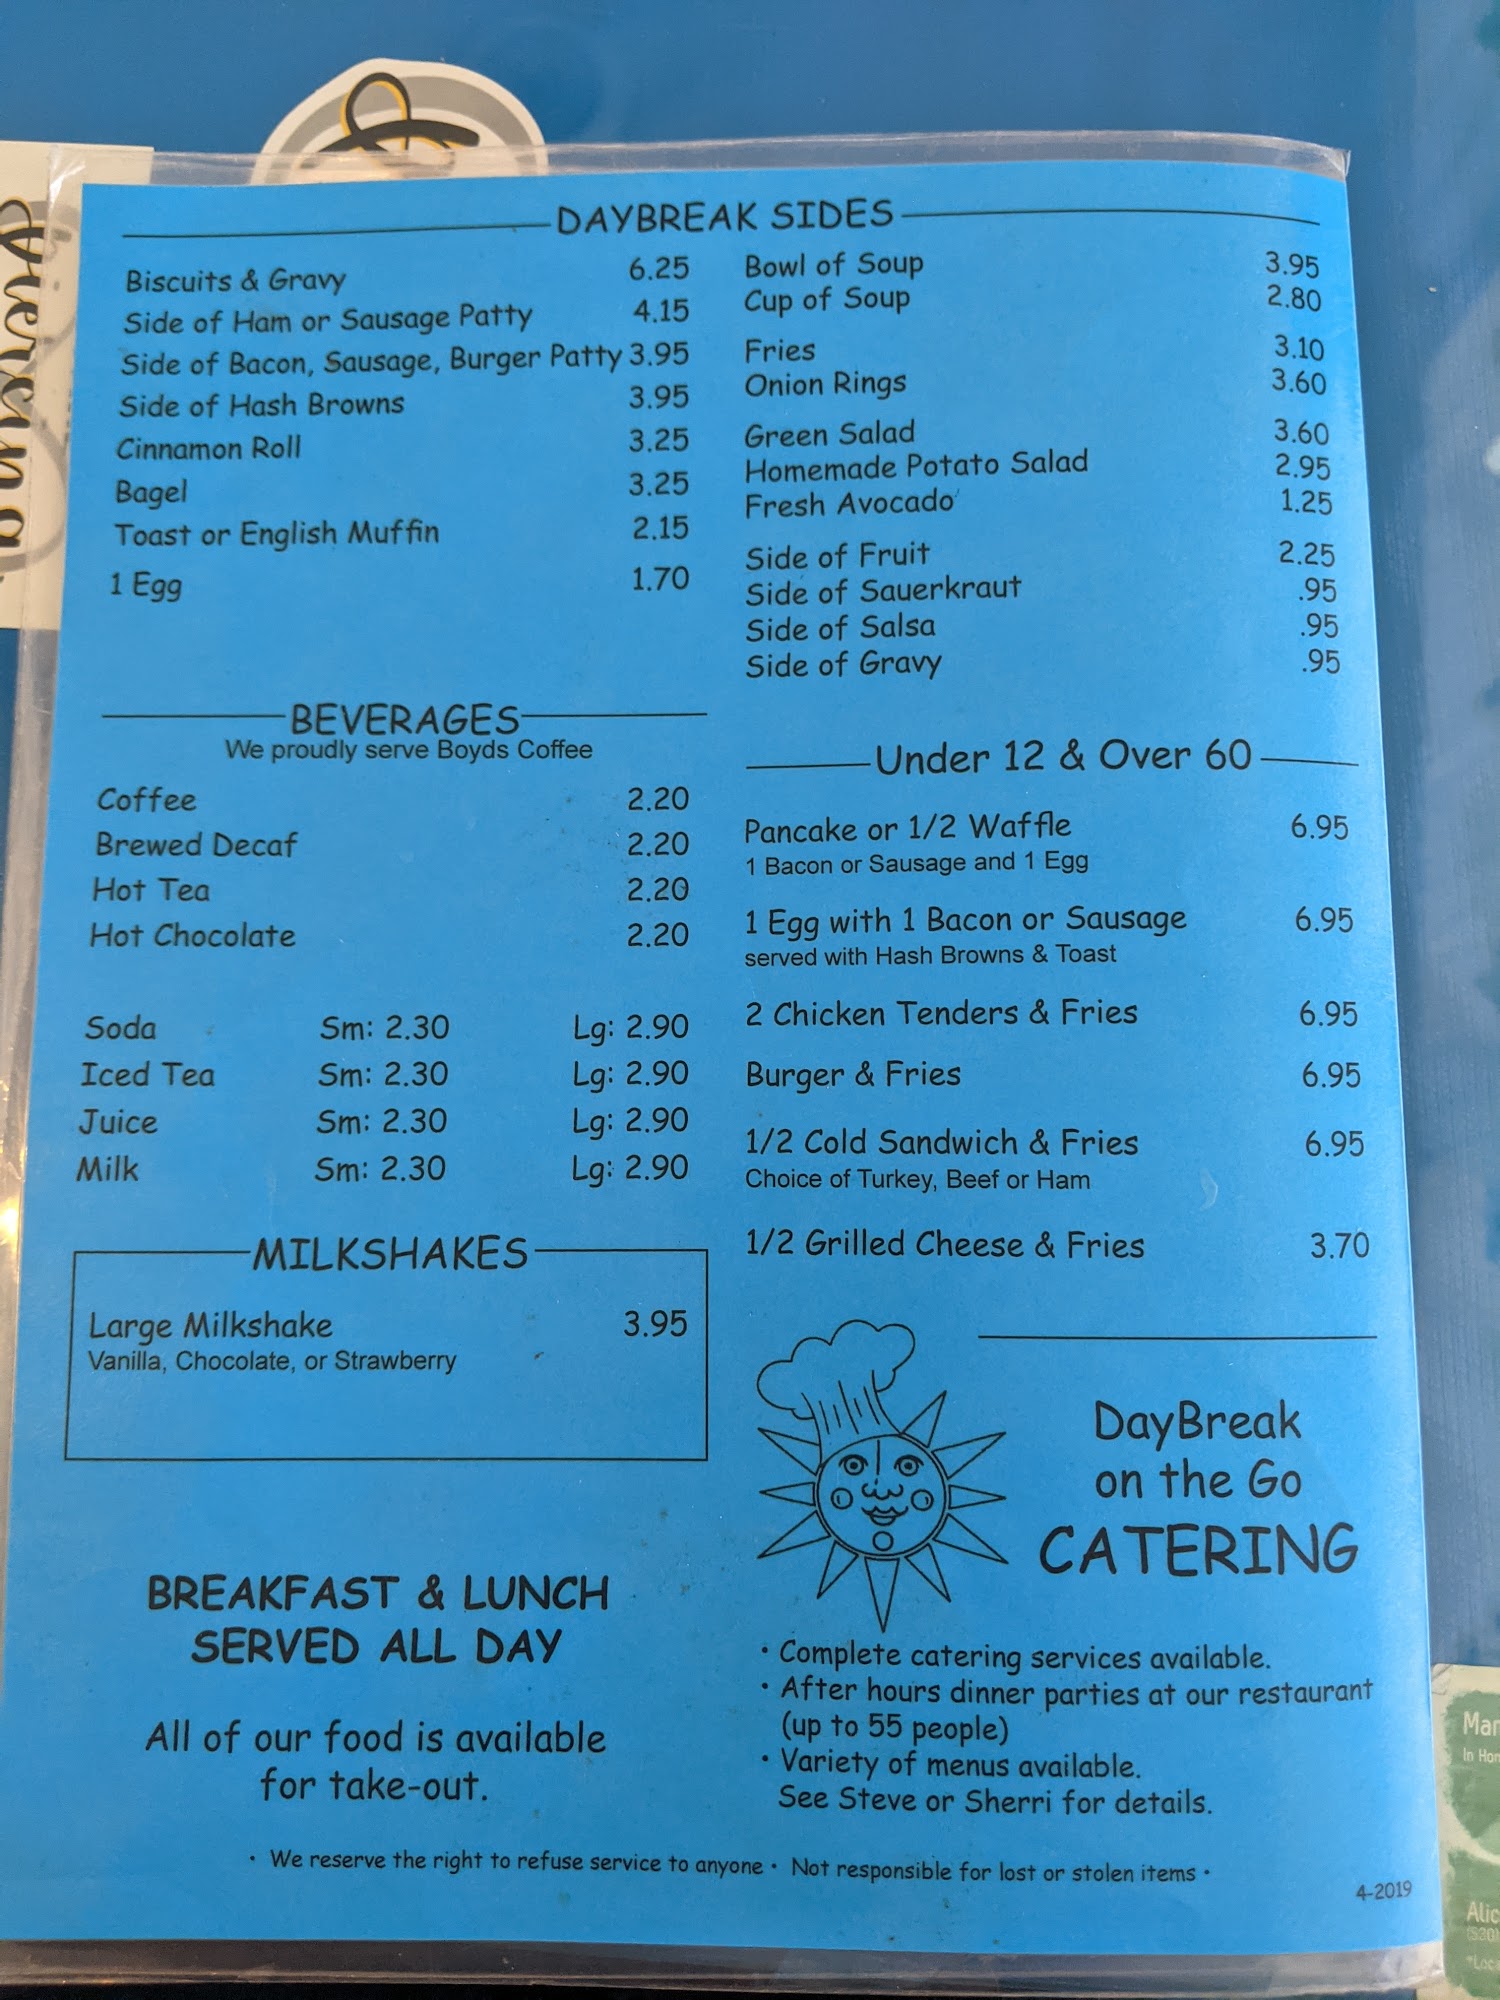 DAYBREAK SIDES
Biscuits & Gravy 6.25
Side of Ham or Sausage Patty 4.15
Side of Bacon, Sausage, Burger Patty 3.95
Side of Hash Browns 3.95
Cinnamon Roll 3.25
Bagel 3.25
Toast or English Muffin 2.15
1 Egg 1.70
Bowl of Soup 3.95
Cup of Soup 2.80
Fries 3.10
Onion Rings 3.60
Green Salad 3.60
Homemade Potato Salad 2.95
Fresh Avocado 1.25
Side of Fruit 2.25
Side of Sauerkraut .95
Side of Salsa .95
Side of Gravy .95
BEVERAGES
We proudly serve Boyds Coffee
Coffee 2.20
Brewed Decaf 2.20
Hot Tea 2.20
Hot Chocolate 2.20
Soda Sm: 2.30 Lg: 2.90
Iced Tea Sm: 2.30 Lg: 2.90
Juice Sm: 2.30 Lg: 2.90
Milk Sm: 2.30 Lg: 2.90
MILKSHAKES
Large Milkshake 3.95
Vanilla, Chocolate, or Strawberry
BREAKFAST & LUNCH
SERVED ALL DAY
All of our food is available
for take-out.
Under 12 & Over 60
Pancake or 1/2 Waffle 6.95
1 Bacon or Sausage and 1 Egg
1 Egg with 1 Bacon or Sausage 6.95
served with Hash Browns & Toast
2 Chicken Tenders & Fries 6.95
Burger & Fries 6.95
1/2 Cold Sandwich & Fries 6.95
Choice of Turkey, Beef or Ham
1/2 Grilled Cheese & Fries 3.70
DayBreak
on the Go
CATERING
• Complete catering services available.
• After hours dinner parties at our restaurant
(up to 55 people)
• Variety of menus available.
See Steve or Sherri for details.
• We reserve the right to refuse service to anyone • Not responsible for lost or stolen items •
4-2019